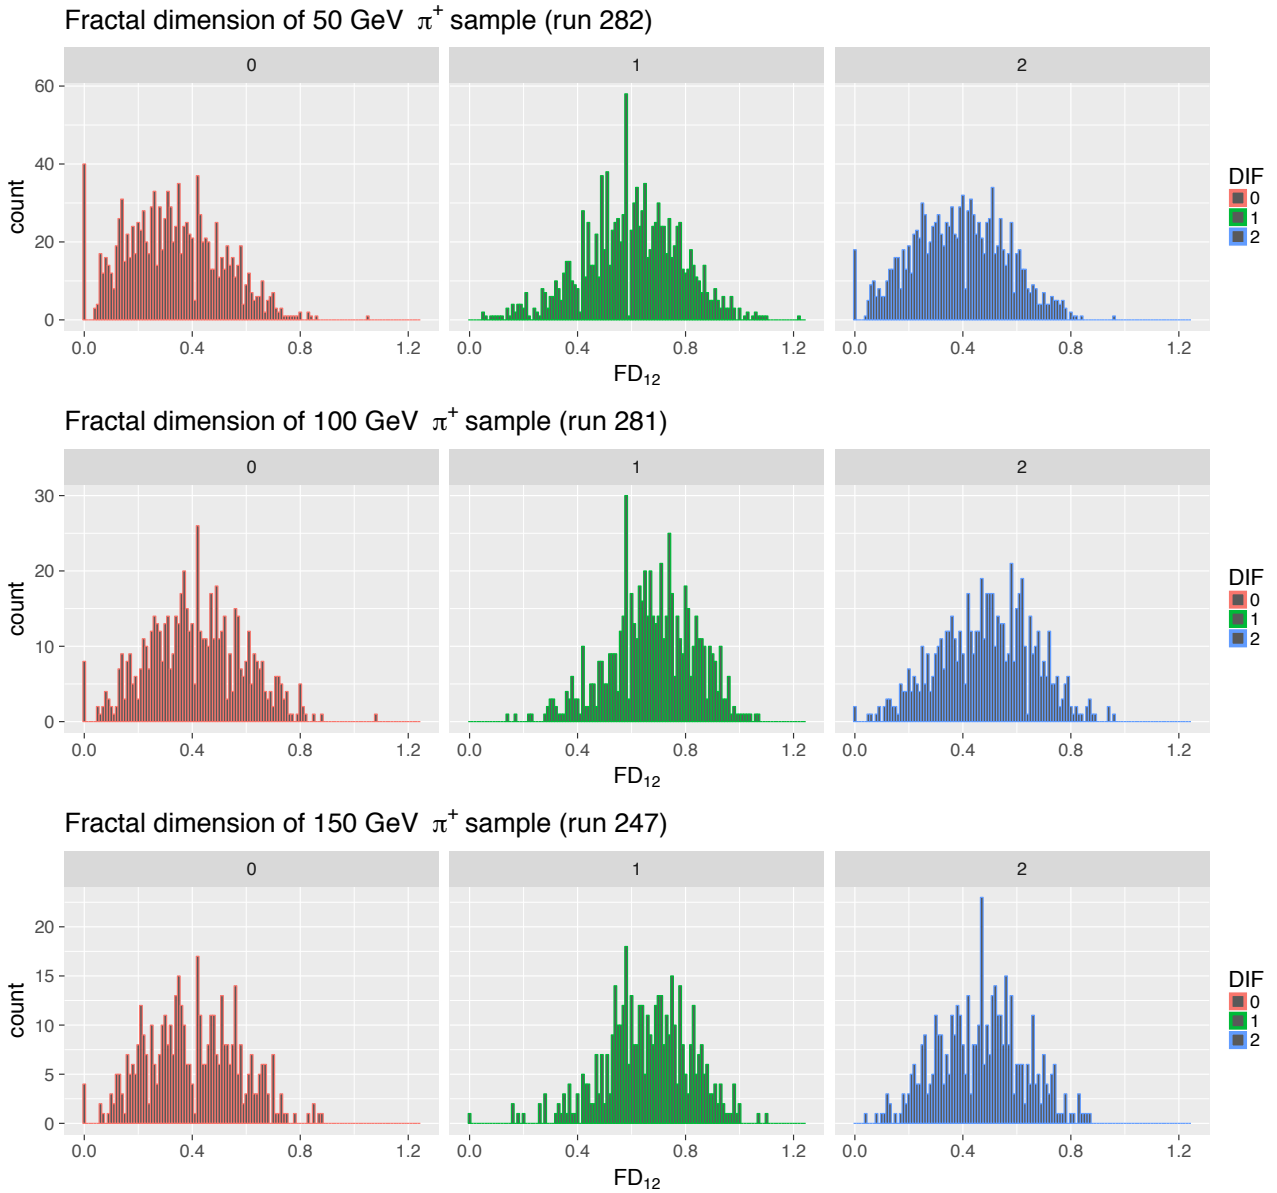 Fractal dimension of 50 GeV π⁺ sample (run 282)
0 1 2
60
40
20
0
count
0.0 0.4 0.8 1.2 0.0 0.4 0.8 1.2 0.0 0.4 0.8 1.2
FD₁₂
DIF
0
1
2
Fractal dimension of 100 GeV π⁺ sample (run 281)
0 1 2
30
20
10
0
count
0.0 0.4 0.8 1.2 0.0 0.4 0.8 1.2 0.0 0.4 0.8 1.2
FD₁₂
DIF
0
1
2
Fractal dimension of 150 GeV π⁺ sample (run 247)
0 1 2
20
15
10
5
0
count
0.0 0.4 0.8 1.2 0.0 0.4 0.8 1.2 0.0 0.4 0.8 1.2
FD₁₂
DIF
0
1
2